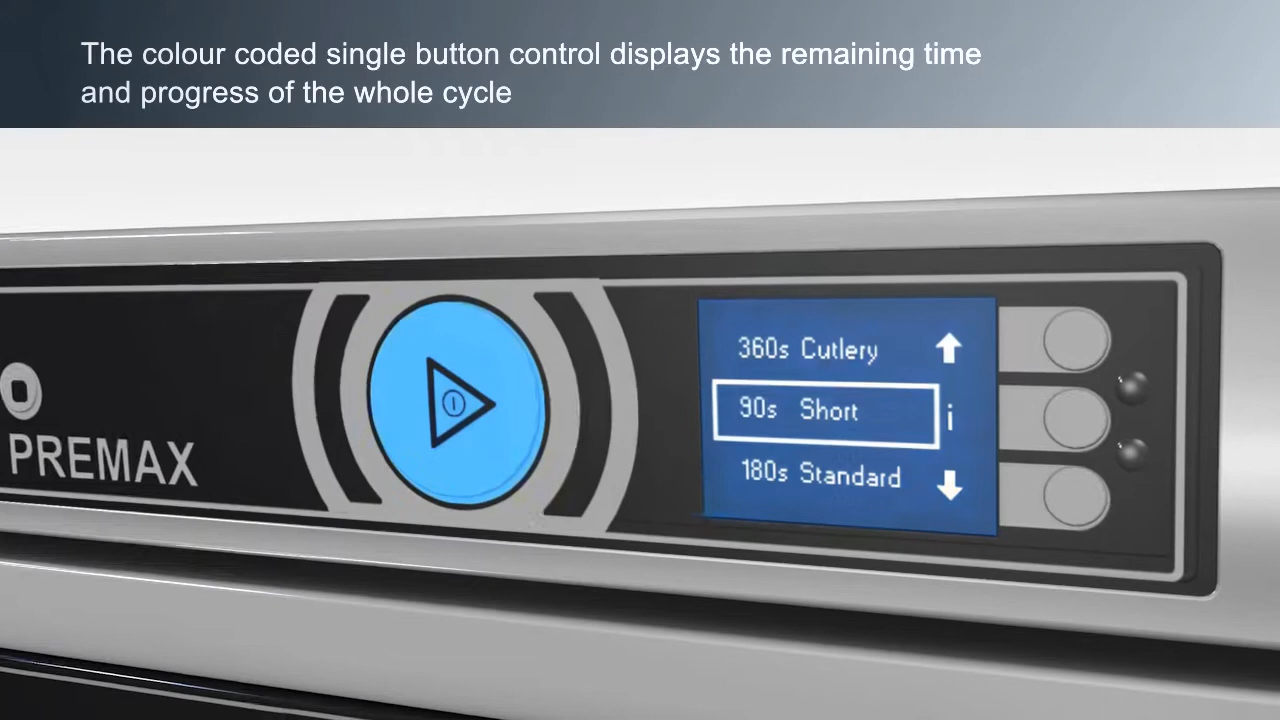 The colour coded single button control displays the remaining time
and progress of the whole cycle
PREMAX
360s Cutlery
90s Short
i
180s Standard